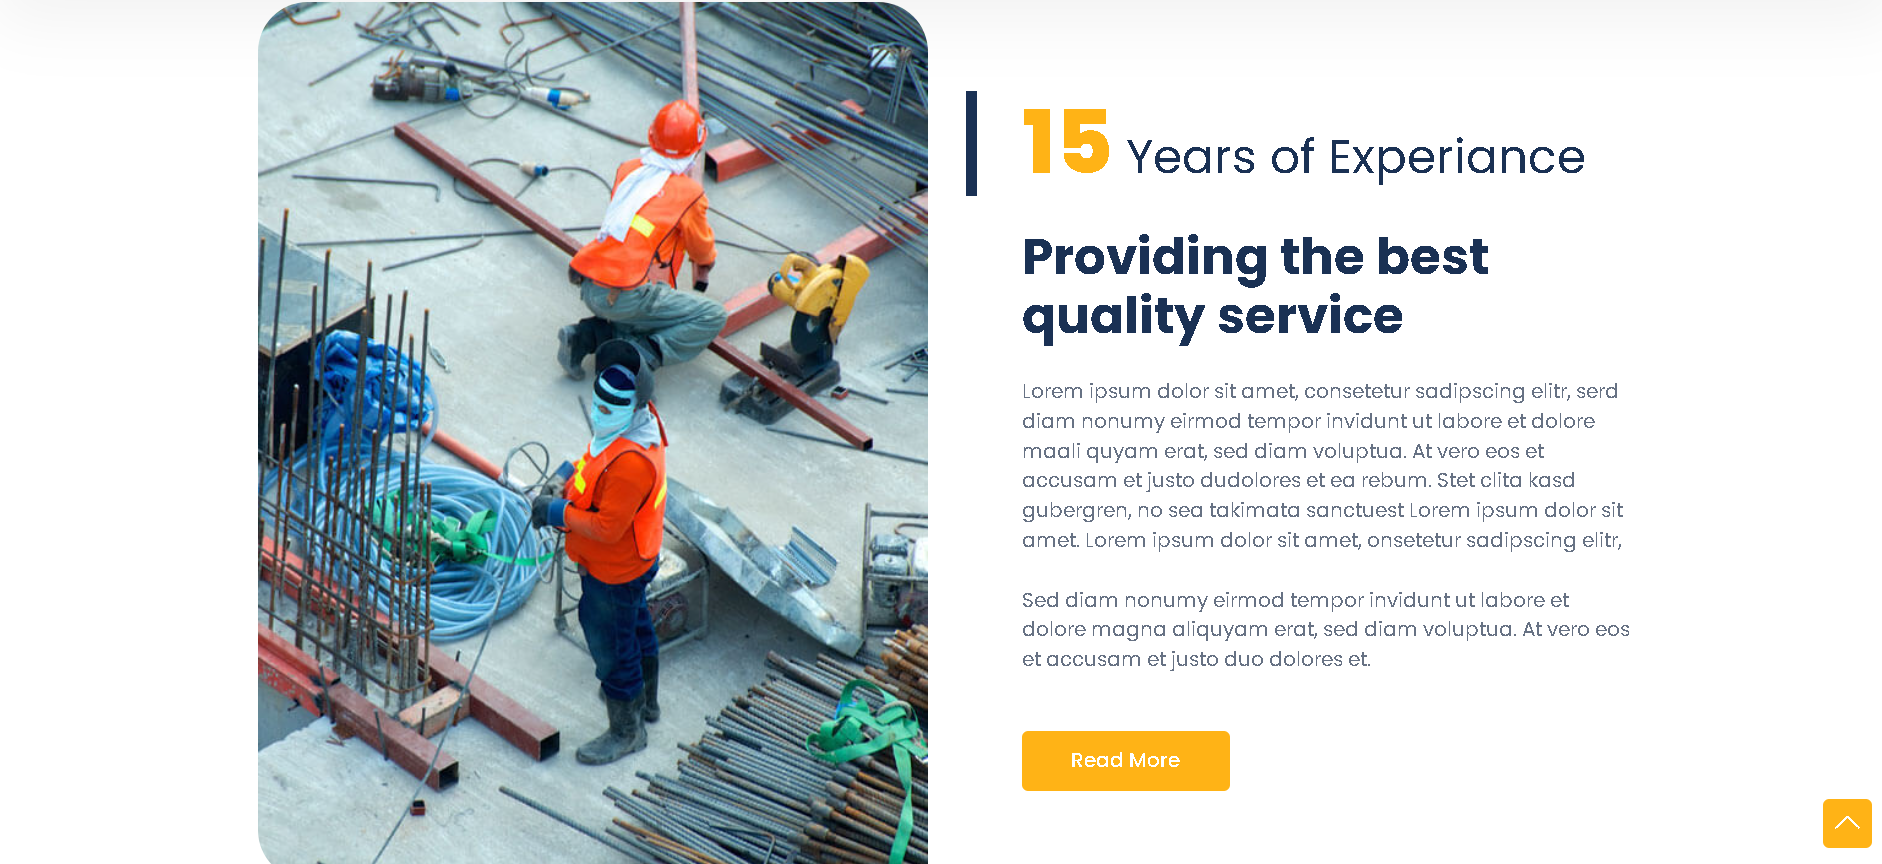 15 Years of Experiance
Providing the best
quality service
Lorem ipsum dolor sit amet, consetetur sadipscing elitr, serd
diam nonumy eirmod tempor invidunt ut labore et dolore
maali quyam erat, sed diam voluptua. At vero eos et
accusam et justo dudolores et ea rebum. Stet clita kasd
gubergren, no sea takimata sanctuest Lorem ipsum dolor sit
amet. Lorem ipsum dolor sit amet, onsetetur sadipscing elitr,
Sed diam nonumy eirmod tempor invidunt ut labore et
dolore magna aliquyam erat, sed diam voluptua. At vero eos
et accusam et justo duo dolores et.
Read More